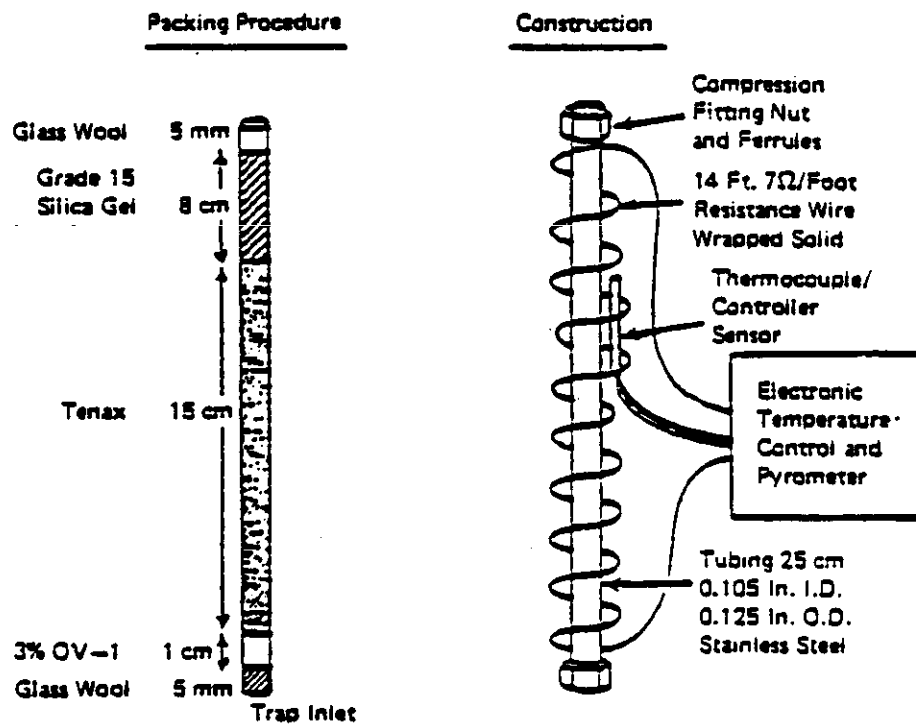 Packing Procedure
Glass Wool 5 mm
Grade 15
Silica Gel 8 cm
Tenax 15 cm
3% OV-1 1 cm
Glass Wool 5 mm
Trap Inlet
Construction
Compression
Fitting Nut
and Ferrules
14 Ft. 7Ω/Foot
Resistance Wire
Wrapped Solid
Thermocouple/
Controller
Sensor
Electronic
Temperature-
Control and
Pyrometer
Tubing 25 cm
0.105 In. I.D.
0.125 In. O.D.
Stainless Steel